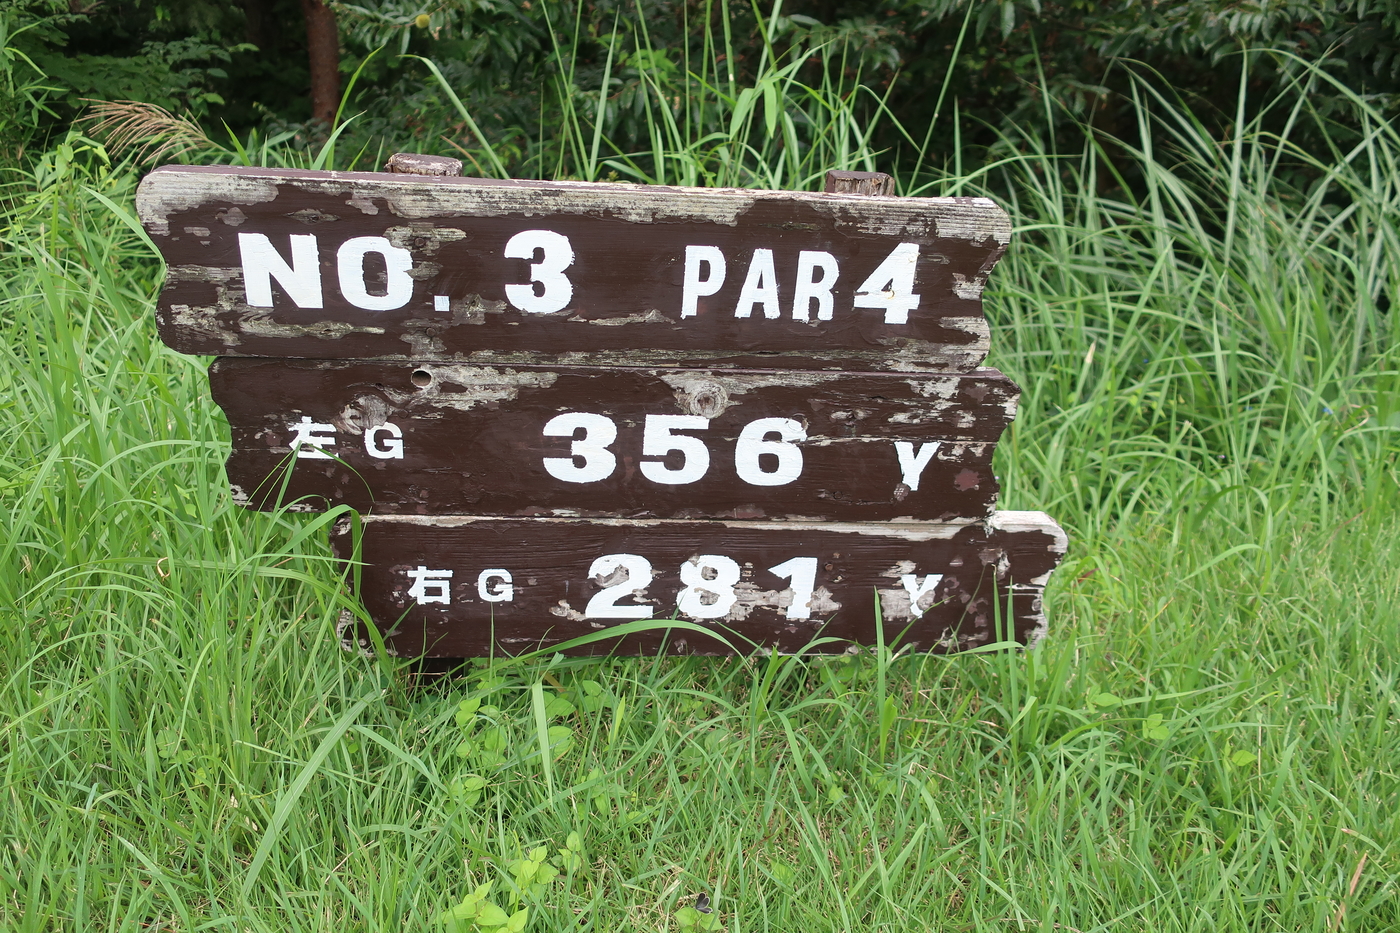 NO. 3 PAR 4
左G 356 Y
右G 281 Y